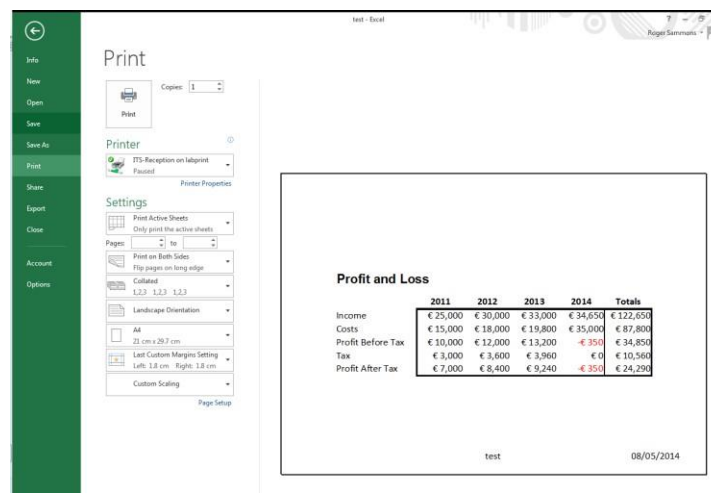 test - Excel
? -
Roger Sammons
Info
New
Open
Save
Save As
Print
Share
Export
Close
Account
Options
Print
Copies: 1
Print
Printer
ITS-Reception on labprint
Paused
Printer Properties
Settings
Print Active Sheets
Only print the active sheets
Pages: to
Print on Both Sides
Flip pages on long edge
Collated
1,2,3 1,2,3 1,2,3
Landscape Orientation
A4
21 cm x 29.7 cm
Last Custom Margins Setting
Left: 1.8 cm Right: 1.8 cm
Custom Scaling
Page Setup
Profit and Loss
2011 2012 2013 2014 Totals
Income € 25,000 € 30,000 € 33,000 € 34,650 € 122,650
Costs € 15,000 € 18,000 € 19,800 € 35,000 € 87,800
Profit Before Tax € 10,000 € 12,000 € 13,200 -€ 350 € 34,850
Tax € 3,000 € 3,600 € 3,960 € 0 € 10,560
Profit After Tax € 7,000 € 8,400 € 9,240 -€ 350 € 24,290
test 08/05/2014